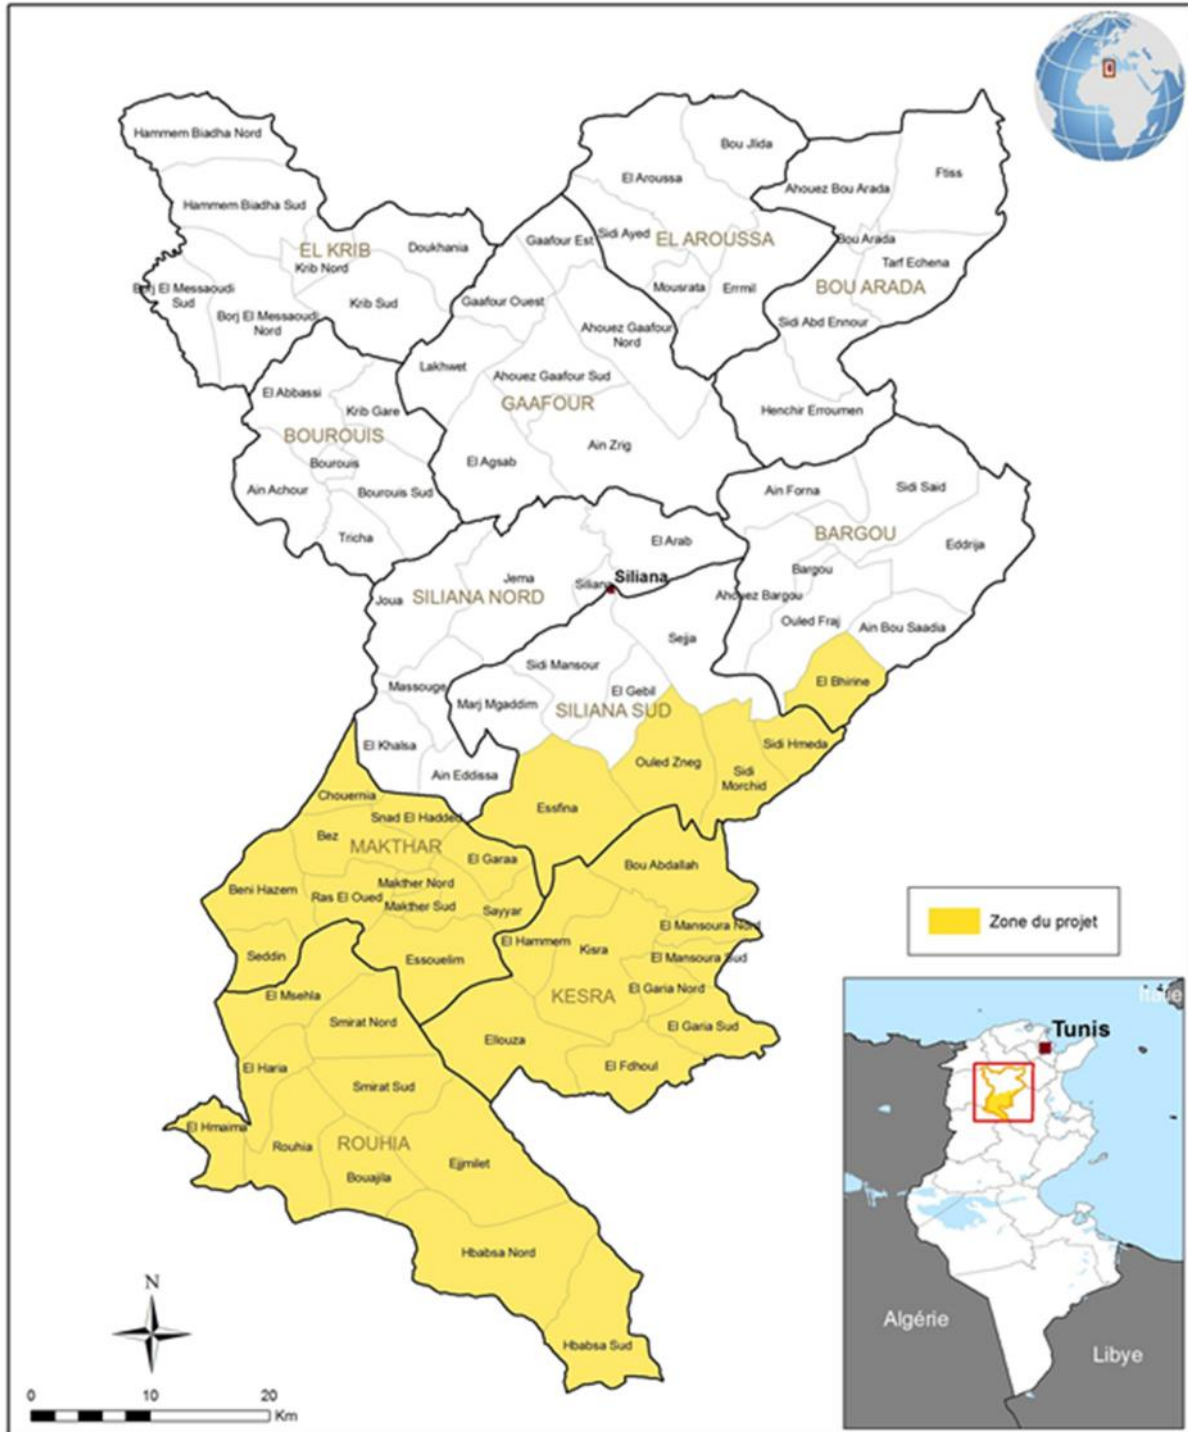 Hammem Biadha Nord
Hammem Biadha Sud
EL KRIB
Krib Nord
Doukhania
Borj El Messaoudi
Sud
Borj El Messaoudi
Nord
Krib Sud
Bou Jlida
El Aroussa
Sidi Ayed
EL AROUSSA
Mousrata
Errmil
Ftiss
Ahouez Bou Arada
Bou Arada
Tarf Echena
BOU ARADA
Sidi Abd Ennour
Henchir Erroumen
Gaafour Est
Gaafour Ouest
Ahouez Gaafour
Nord
Lakhwet
Ahouez Gaafour Sud
GAAFOUR
Ain Zrig
El Agsab
El Abbassi
Krib Gare
BOUROUIS
Bourouis
Ain Achour
Bourouis Sud
Tricha
Ain Forna
Sidi Said
BARGOU
Eddrija
Bargou
Ahouez Bargou
Ouled Fraj
Ain Bou Saadia
El Bhirine
El Arab
Jema
Siliana
Siliana
Joua
SILIANA NORD
Massouge
El Khalsa
Ain Eddissa
Sejja
Sidi Mansour
El Gebil
Marj Mgaddim
SILIANA SUD
Ouled Zneg
Sidi Hmeda
Sidi
Morchid
Essfina
Chouernia
Snad El Hadded
Bez
MAKTHAR
El Garaa
Beni Hazem
Makther Nord
Ras El Oued
Makther Sud
Sayyar
Seddin
Essouelim
Bou Abdallah
El Mansoura Nord
El Hammem
Kisra
El Mansoura Sud
El Garia Nord
KESRA
El Garia Sud
Ellouza
El Fdhoul
El Msehla
Smirat Nord
El Haria
Smirat Sud
El Hmaima
Rouhia
ROUHIA
Ejjmilet
Bouajila
Hbabsa Nord
Hbabsa Sud
Zone du projet
Italie
Tunis
Algérie
Libye
N
0 10 20
Km